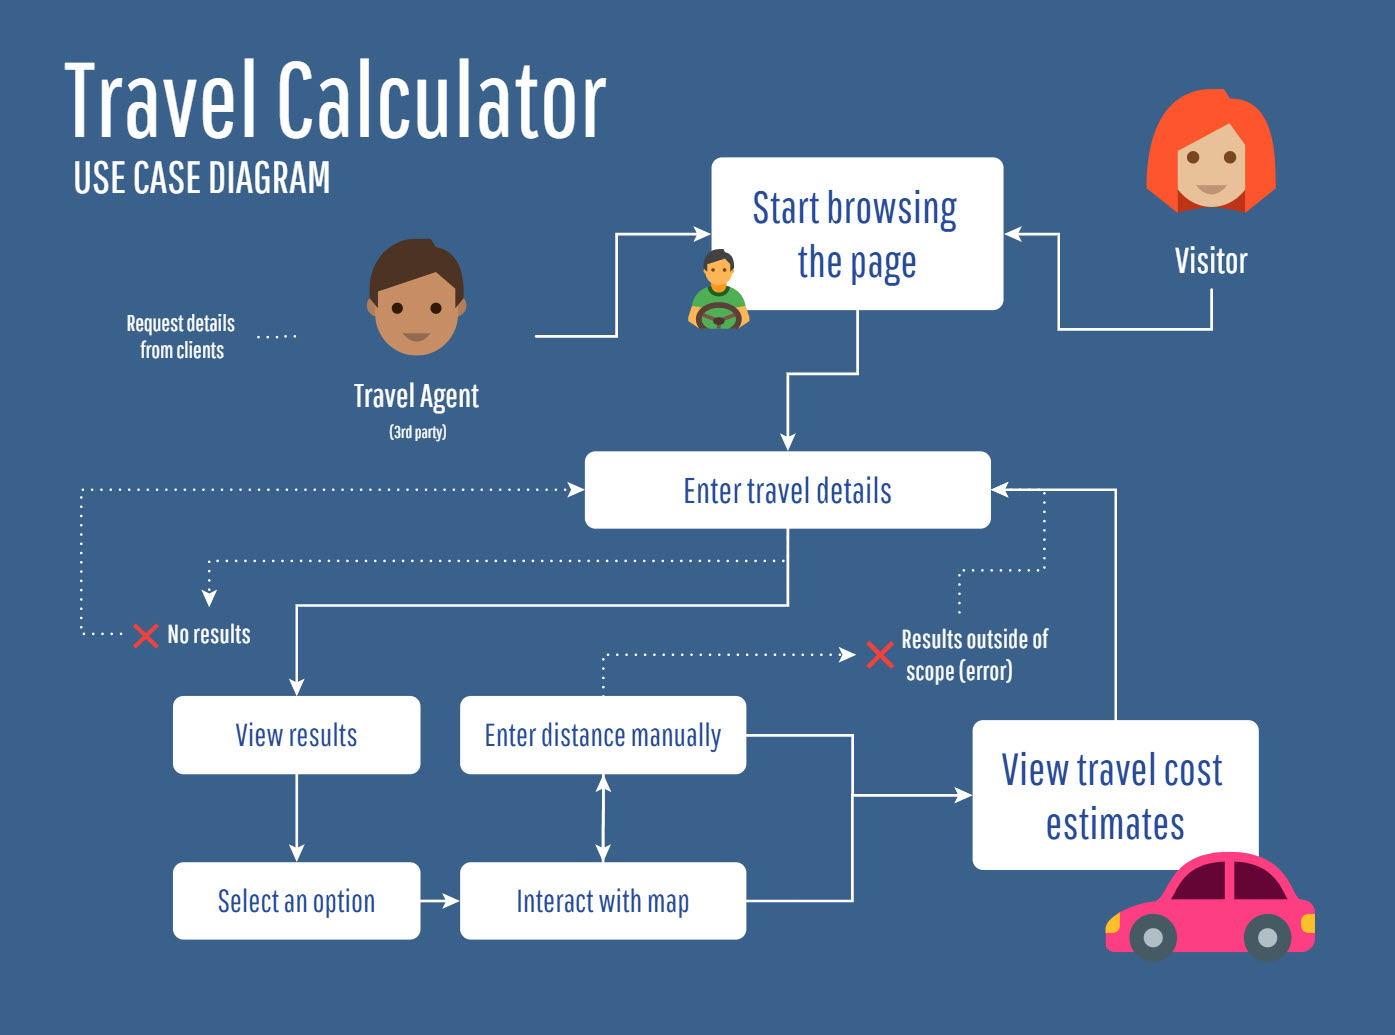 Travel Calculator
USE CASE DIAGRAM
Start browsing
the page
Visitor
Request details
from clients
Travel Agent
(3rd party)
Enter travel details
No results
Results outside of
scope (error)
View results
Enter distance manually
View travel cost
estimates
Select an option
Interact with map